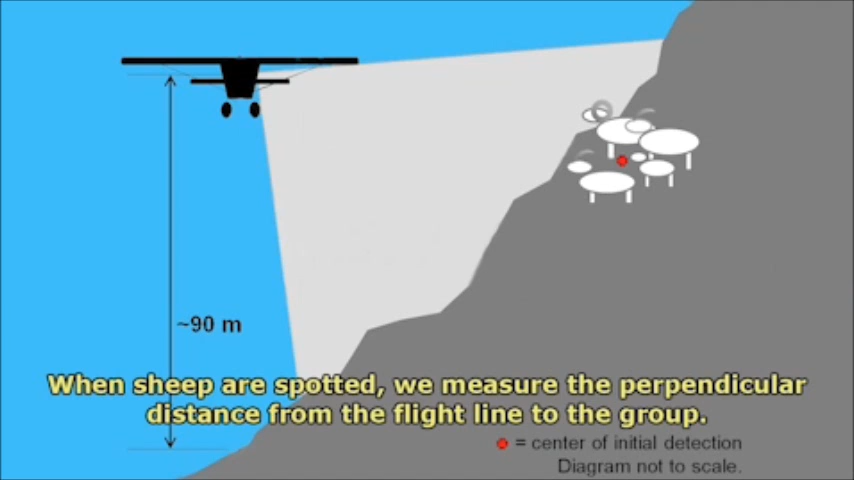 ~90 m
When sheep are spotted, we measure the perpendicular
distance from the flight line to the group.
= center of initial detection
Diagram not to scale.